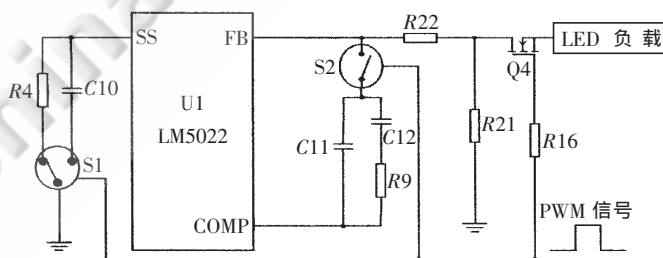 SS
FB
R22
S2
Q4
LED 负 载
R4
C10
U1
LM5022
C11
C12
R21
R16
S1
R9
COMP
PWM 信号